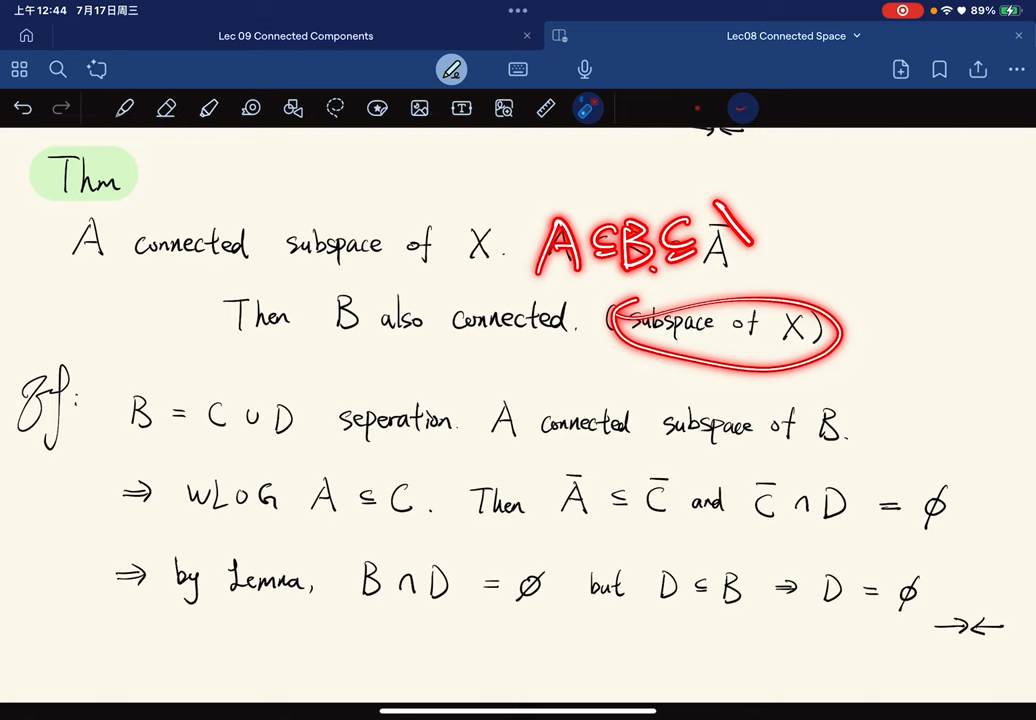 上午12:44 7月17日周三 89%
Lec 09 Connected Components Lec08 Connected Space
Thm
A connected subspace of X. A ⊆ B ⊆ Ā
Then B also connected. (subspace of X)
Pf: B = C ∪ D seperation. A connected subspace of B.
⇒ WLOG A ⊆ C. Then Ā ⊆ C̄ and C̄ ∩ D = ∅
⇒ by Lemma, B ∩ D = ∅ but D ⊆ B ⇒ D = ∅
→←